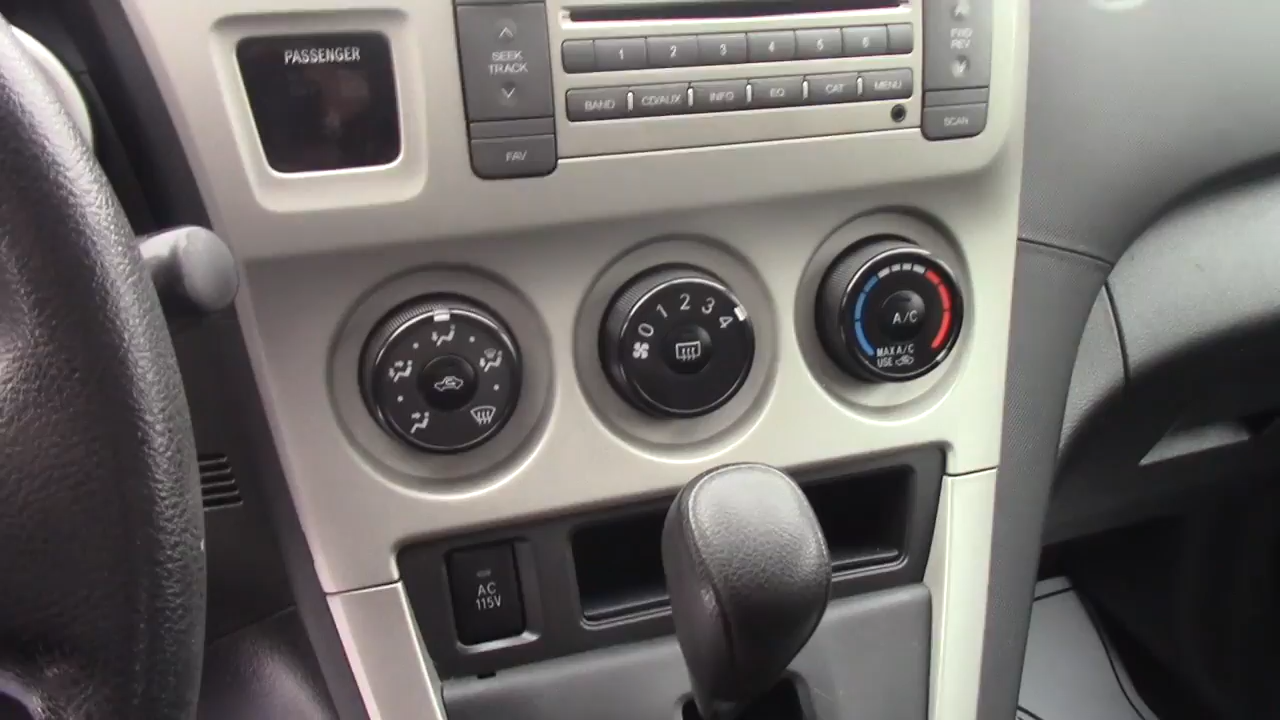 PASSENGER
SEEK
TRACK
FAV
1 2 3 4 5 6
BAND CD/AUX INFO EQ CAT MENU
FWD
REV
SCAN
0 1 2 3 4
A/C
MAX A/C
USE
AC
115V